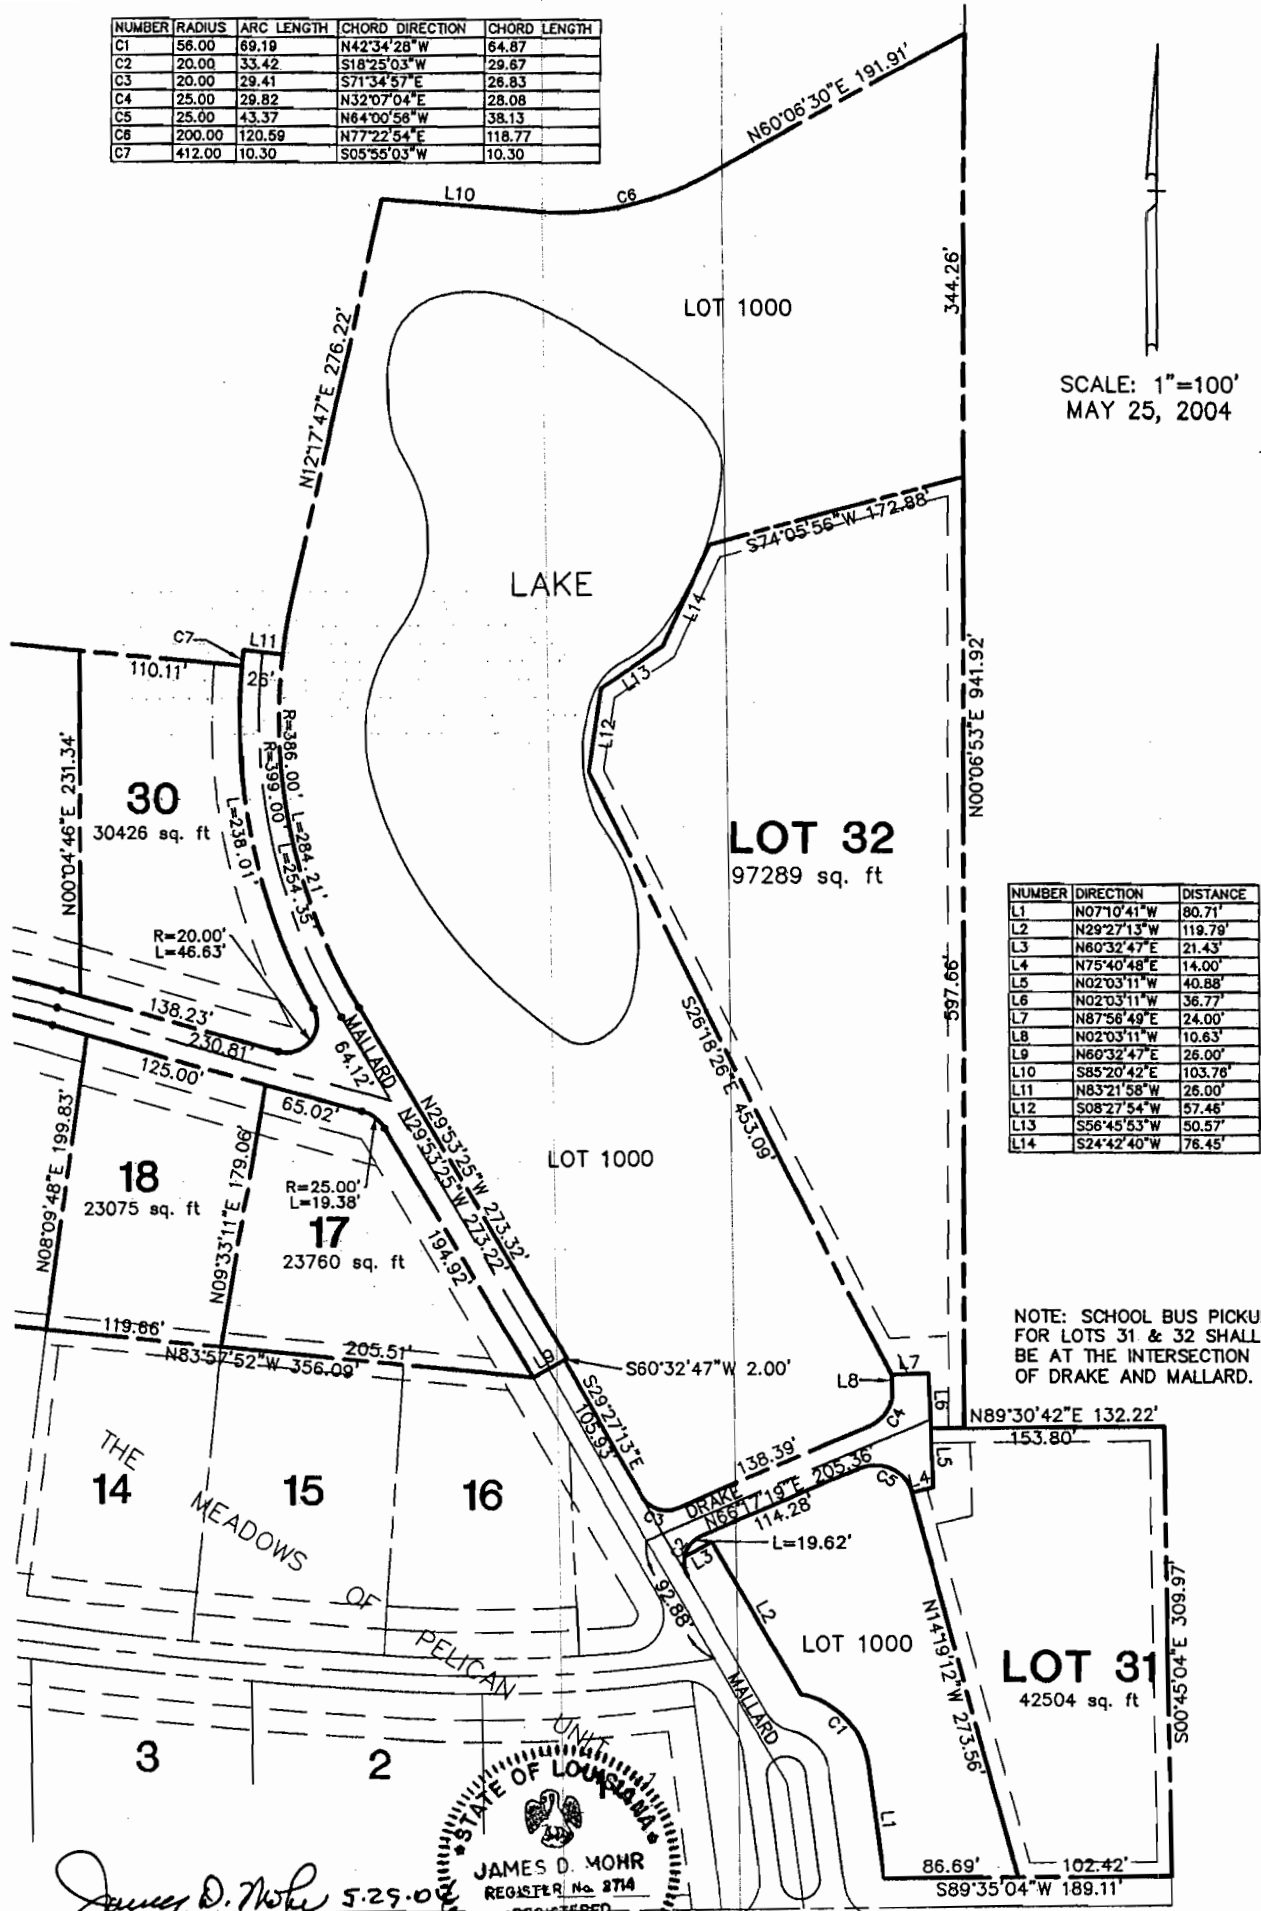 NUMBER RADIUS ARC LENGTH CHORD DIRECTION CHORD LENGTH
C1 56.00 69.19 N42°34'28"W 64.87
C2 20.00 33.42 S18°25'03"W 29.67
C3 20.00 29.41 S71°34'57"E 26.83
C4 25.00 29.82 N32°07'04"E 28.08
C5 25.00 43.37 N64°00'56"W 38.13
C6 200.00 120.59 N77°22'54"E 118.77
C7 412.00 10.30 S05°55'03"W 10.30
N60°06'30"E 191.91'
L10
C6
344.26'
LOT 1000
N12°17'47"E 276.22'
SCALE: 1"=100'
MAY 25, 2004
S74°05'56"W 172.88'
LAKE
L14
C7
L11
110.11'
26'
L13
L12
N00°06'53"E 941.92'
N00°04'46"E 231.34'
R=386.00' L=284.21'
R=399.00' L=254.35'
L=238.01'
30
30426 sq. ft
LOT 32
97289 sq. ft
NUMBER DIRECTION DISTANCE
L1 N07°10'41"W 80.71'
L2 N29°27'13"W 119.79'
L3 N60°32'47"E 21.43'
L4 N75°40'48"E 14.00'
L5 N02°03'11"W 40.88'
L6 N02°03'11"W 36.77'
L7 N87°56'49"E 24.00'
L8 N02°03'11"W 10.63'
L9 N60°32'47"E 26.00'
L10 S85°20'42"E 103.76'
L11 N83°21'58"W 26.00'
L12 S08°27'54"W 57.46'
L13 S56°45'53"W 50.57'
L14 S24°42'40"W 76.45'
R=20.00'
L=46.63'
597.66'
138.23'
230.81'
125.00'
MALLARD
64.12'
S26°18'26"E 453.09'
65.02'
N08°09'48"E 199.83'
N09°33'11"E 179.06'
N29°53'25"W 273.32'
N29°53'25"W 273.22'
LOT 1000
18
23075 sq. ft
R=25.00'
L=19.38'
17
23760 sq. ft
194.92'
119.66'
205.51'
N83°57'52"W 356.09'
L9
S60°32'47"W 2.00'
NOTE: SCHOOL BUS PICKU
FOR LOTS 31 & 32 SHALL
BE AT THE INTERSECTION
OF DRAKE AND MALLARD.
L7
L8
L6
C4
N89°30'42"E 132.22'
153.80'
S29°27'13"E
105.93'
138.39'
DRAKE
N66°17'19"E 205.36'
114.28'
C5
L4
L5
THE
14
15
16
C3
C2
L3
L=19.62'
MEADOWS
OF
92.88'
L2
PELICAN
LOT 1000
N14°19'12"W 273.56'
LOT 31
42504 sq. ft
S00°45'04"E 309.97'
MALLARD
C1
UNIT
3
2
1
L1
86.69'
102.42'
S89°35'04"W 189.11'
STATE OF LOUISIANA
JAMES D. MOHR
REGISTER No. 8714
REGISTERED
James D. Mohr 5.25.04